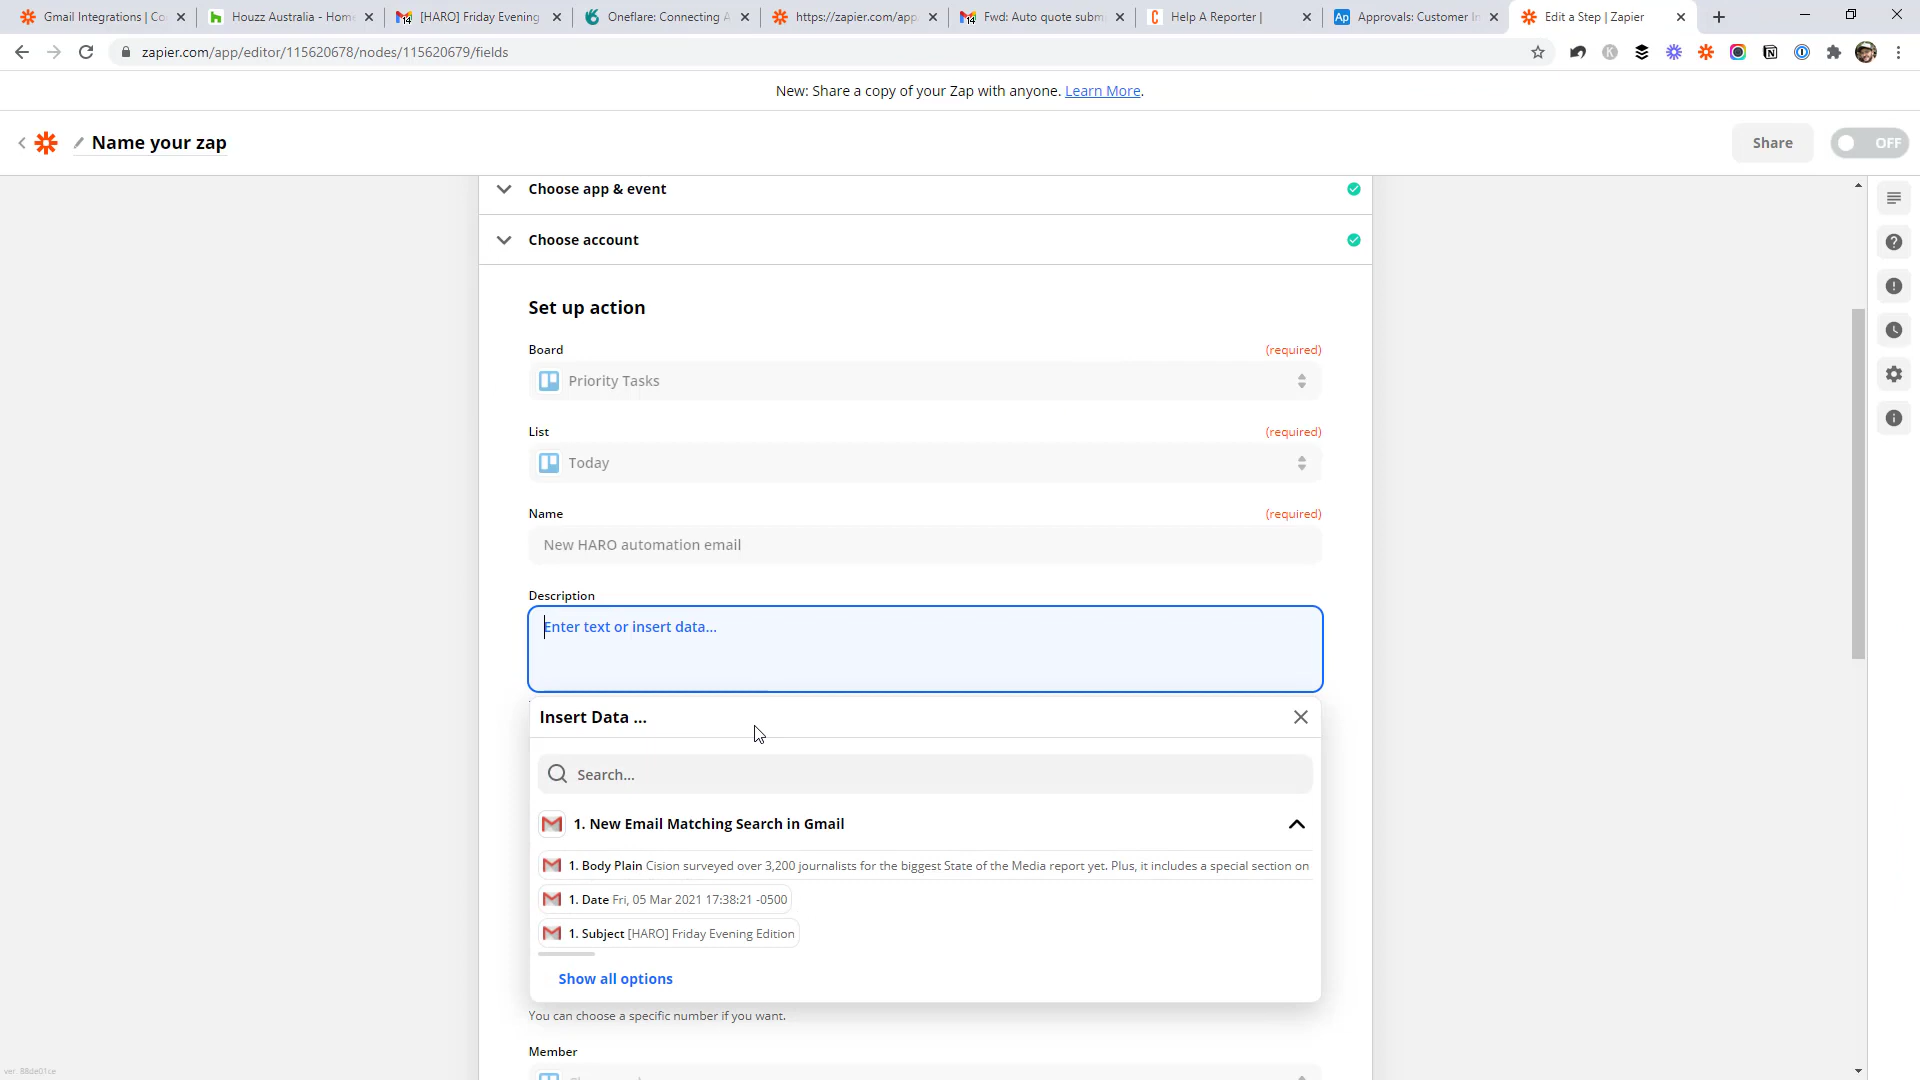 Gmail Integrations | Co
Houzz Australia - Home
[HARO] Friday Evening
Oneflare: Connecting A
https://zapier.com/app
Fwd: Auto quote subm
Help A Reporter |
Approvals: Customer In
Edit a Step | Zapier
zapier.com/app/editor/115620678/nodes/115620679/fields
New: Share a copy of your Zap with anyone. Learn More.
Name your zap
Share
OFF
Choose app & event
Choose account
Set up action
Board
(required)
Priority Tasks
List
(required)
Today
Name
(required)
New HARO automation email
Description
Enter text or insert data...
Insert Data ...
Search...
1. New Email Matching Search in Gmail
1. Body Plain Cision surveyed over 3,200 journalists for the biggest State of the Media report yet. Plus, it includes a special section on
1. Date Fri, 05 Mar 2021 17:38:21 -0500
1. Subject [HARO] Friday Evening Edition
Show all options
You can choose a specific number if you want.
Member
ver. 88de01ce